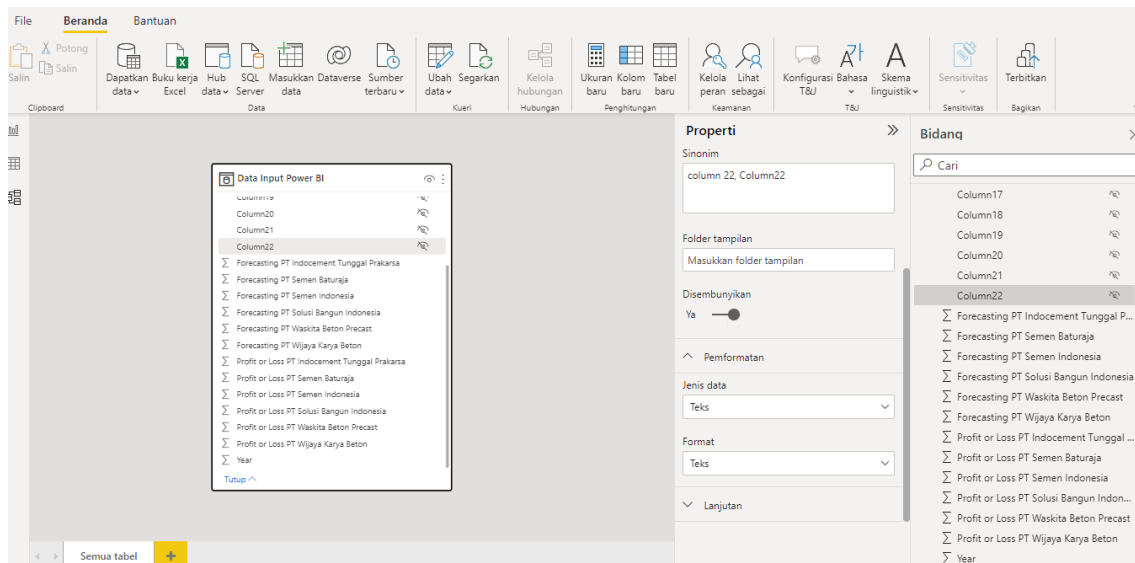 File Beranda Bantuan
Potong
Salin
Salin
Dapatkan data
Buku kerja Excel
Hub data
SQL Server
Masukkan data
Dataverse
Sumber terbaru
Ubah data
Segarkan
Kelola hubungan
Ukuran baru
Kolom baru
Tabel baru
Kelola peran
Lihat sebagai
Konfigurasi T&J
Bahasa
Skema linguistik
Sensitivitas
Terbitkan
Clipboard Data Kueri Hubungan Penghitungan Keamanan T&J Sensitivitas Bagikan
Data Input Power BI
Column19
Column20
Column21
Column22
Forecasting PT Indocement Tunggal Prakarsa
Forecasting PT Semen Baturaja
Forecasting PT Semen Indonesia
Forecasting PT Solusi Bangun Indonesia
Forecasting PT Waskita Beton Precast
Forecasting PT Wijaya Karya Beton
Profit or Loss PT Indocement Tunggal Prakarsa
Profit or Loss PT Semen Baturaja
Profit or Loss PT Semen Indonesia
Profit or Loss PT Solusi Bangun Indonesia
Profit or Loss PT Waskita Beton Precast
Profit or Loss PT Wijaya Karya Beton
Year
Tutup
Semua tabel
Properti
Sinonim
column 22, Column22
Folder tampilan
Masukkan folder tampilan
Disembunyikan
Ya
Pemformatan
Jenis data
Teks
Format
Teks
Lanjutan
Bidang
Cari
Column17
Column18
Column19
Column20
Column21
Column22
Forecasting PT Indocement Tunggal P...
Forecasting PT Semen Baturaja
Forecasting PT Semen Indonesia
Forecasting PT Solusi Bangun Indonesia
Forecasting PT Waskita Beton Precast
Forecasting PT Wijaya Karya Beton
Profit or Loss PT Indocement Tunggal ...
Profit or Loss PT Semen Baturaja
Profit or Loss PT Semen Indonesia
Profit or Loss PT Solusi Bangun Indon...
Profit or Loss PT Waskita Beton Precast
Profit or Loss PT Wijaya Karya Beton
Year